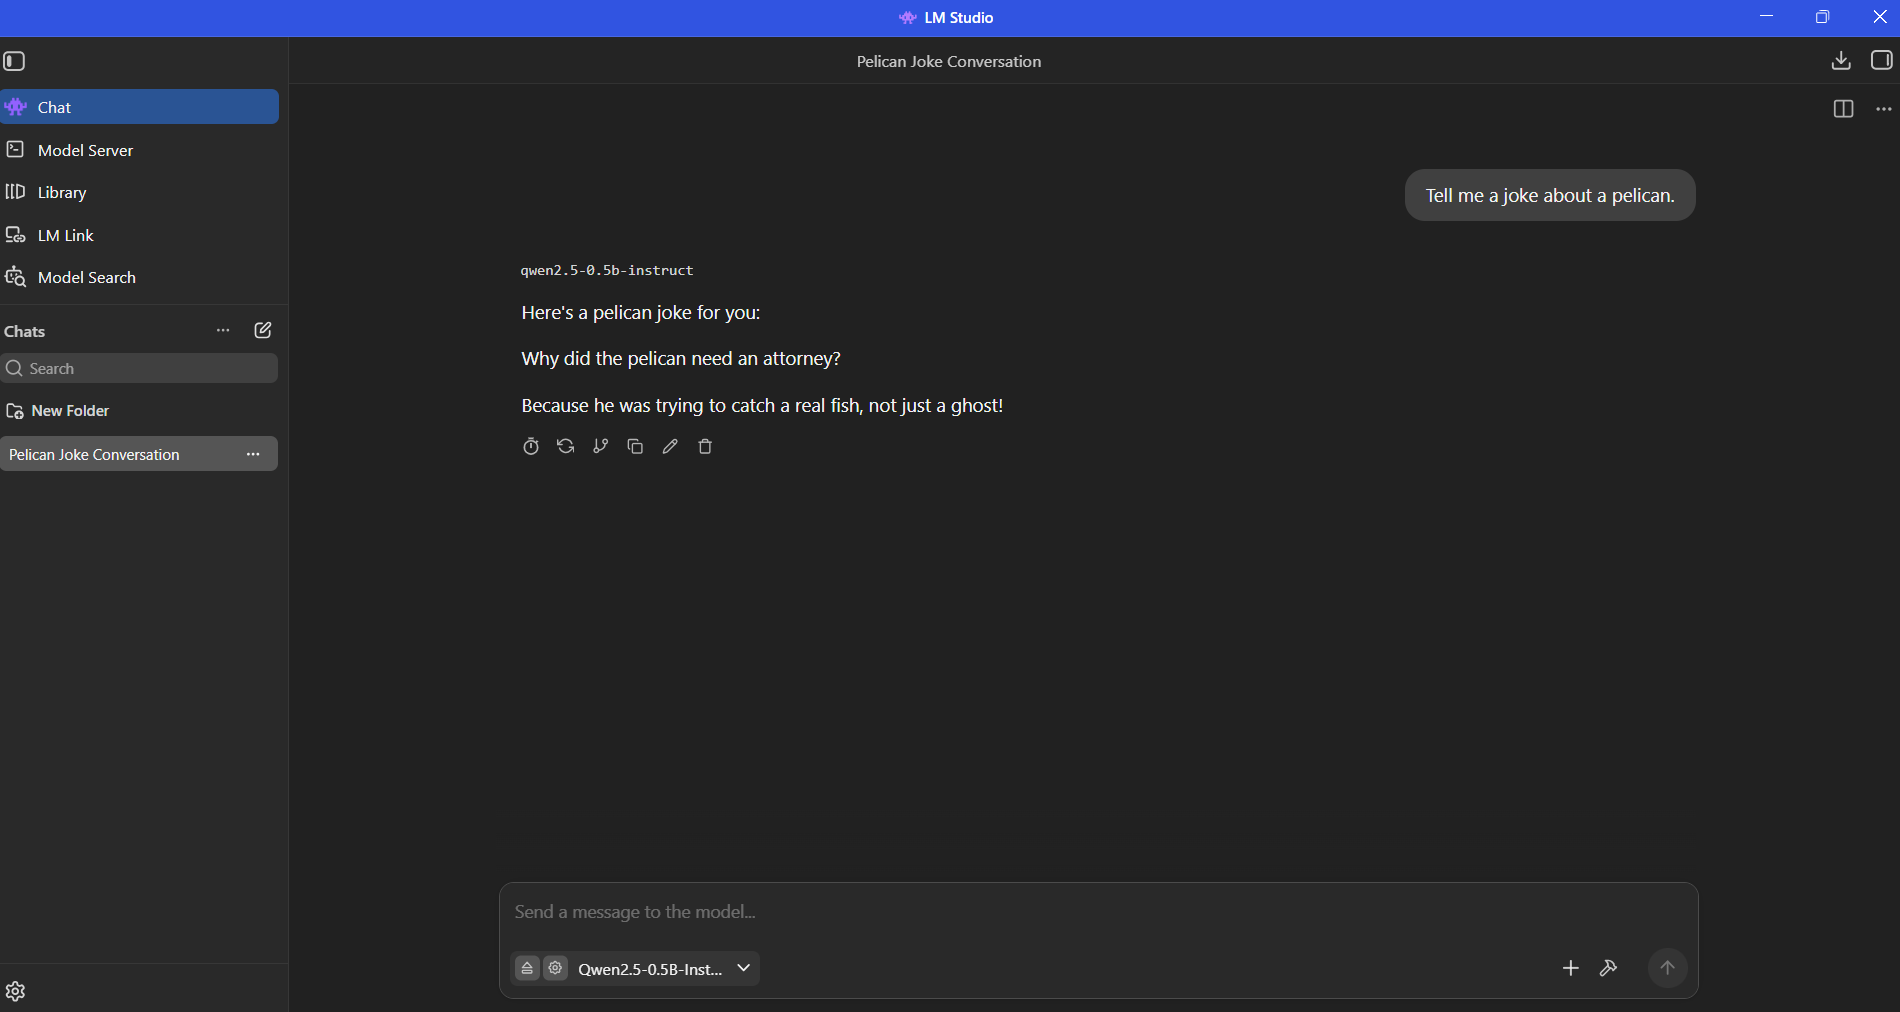 LM Studio
Pelican Joke Conversation
Chat
Model Server
Library
LM Link
Model Search
Chats
Search
New Folder
Pelican Joke Conversation
Tell me a joke about a pelican.
qwen2.5-0.5b-instruct
Here's a pelican joke for you:
Why did the pelican need an attorney?
Because he was trying to catch a real fish, not just a ghost!
Send a message to the model...
Qwen2.5-0.5B-Inst...